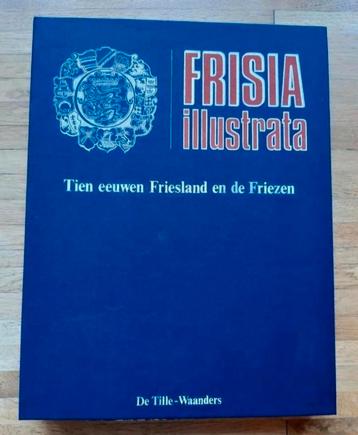 FRISIA
illustrata
Tien eeuwen Friesland en de Friezen
De Tille-Waanders